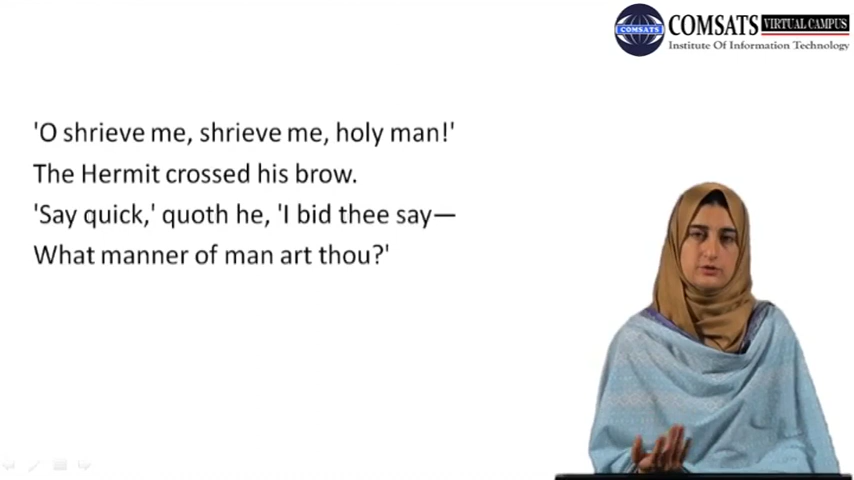 COMSATS VIRTUAL CAMPUS
COMSATS
Institute Of Information Technology
'O shrieve me, shrieve me, holy man!'
The Hermit crossed his brow.
'Say quick,' quoth he, 'I bid thee say—
What manner of man art thou?'